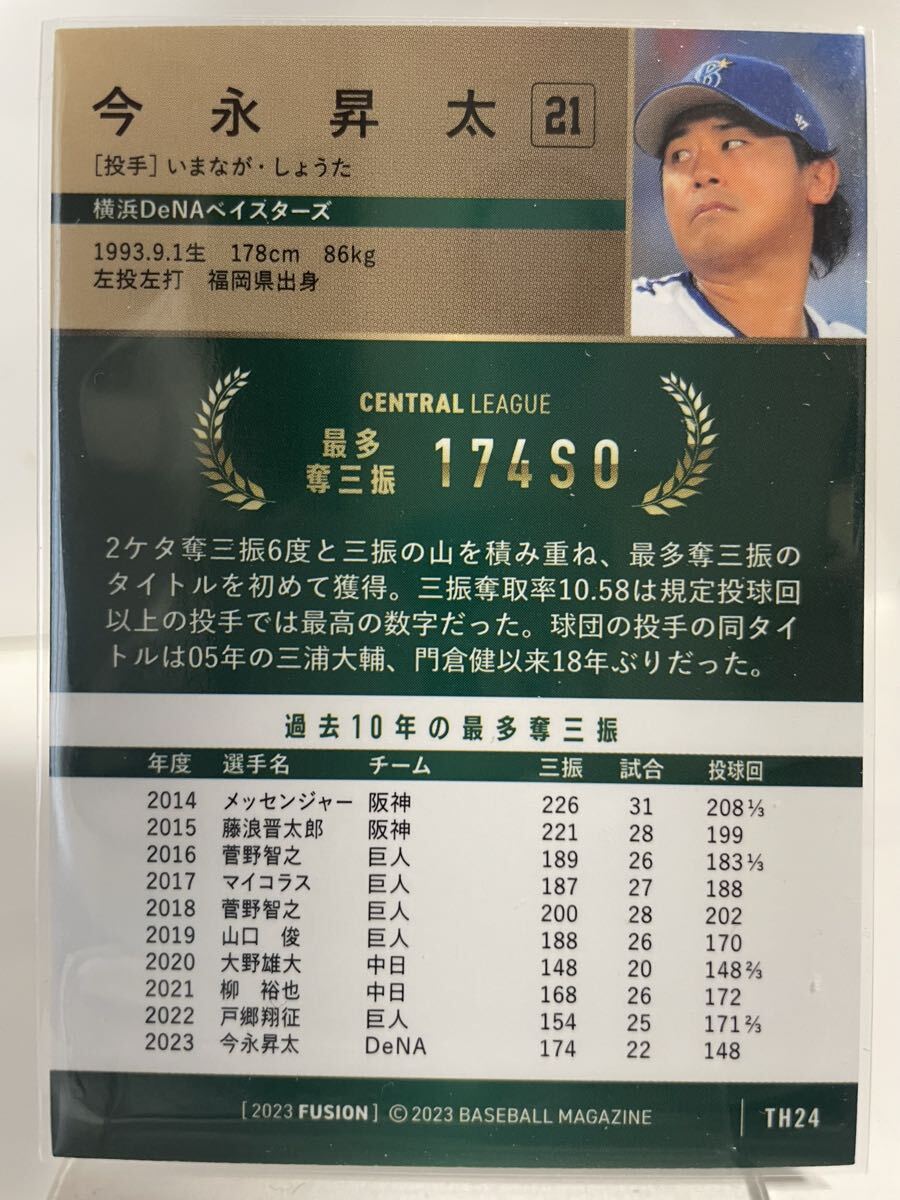 今永昇太 21
[投手] いまなが・しょうた
横浜DeNAベイスターズ
1993.9.1生 178cm 86kg
左投左打 福岡県出身
CENTRAL LEAGUE
最多
奪三振 174SO
2ケタ奪三振6度と三振の山を積み重ね、最多奪三振の
タイトルを初めて獲得。三振奪取率10.58は規定投球回
以上の投手では最高の数字だった。球団の投手の同タイ
トルは05年の三浦大輔、門倉健以来18年ぶりだった。
過去10年の最多奪三振
年度 選手名 チーム 三振 試合 投球回
2014 メッセンジャー 阪神 226 31 208⅓
2015 藤浪晋太郎 阪神 221 28 199
2016 菅野智之 巨人 189 26 183⅓
2017 マイコラス 巨人 187 27 188
2018 菅野智之 巨人 200 28 202
2019 山口 俊 巨人 188 26 170
2020 大野雄大 中日 148 20 148⅔
2021 柳 裕也 中日 168 26 172
2022 戸郷翔征 巨人 154 25 171⅔
2023 今永昇太 DeNA 174 22 148
[2023 FUSION] ©2023 BASEBALL MAGAZINE TH24